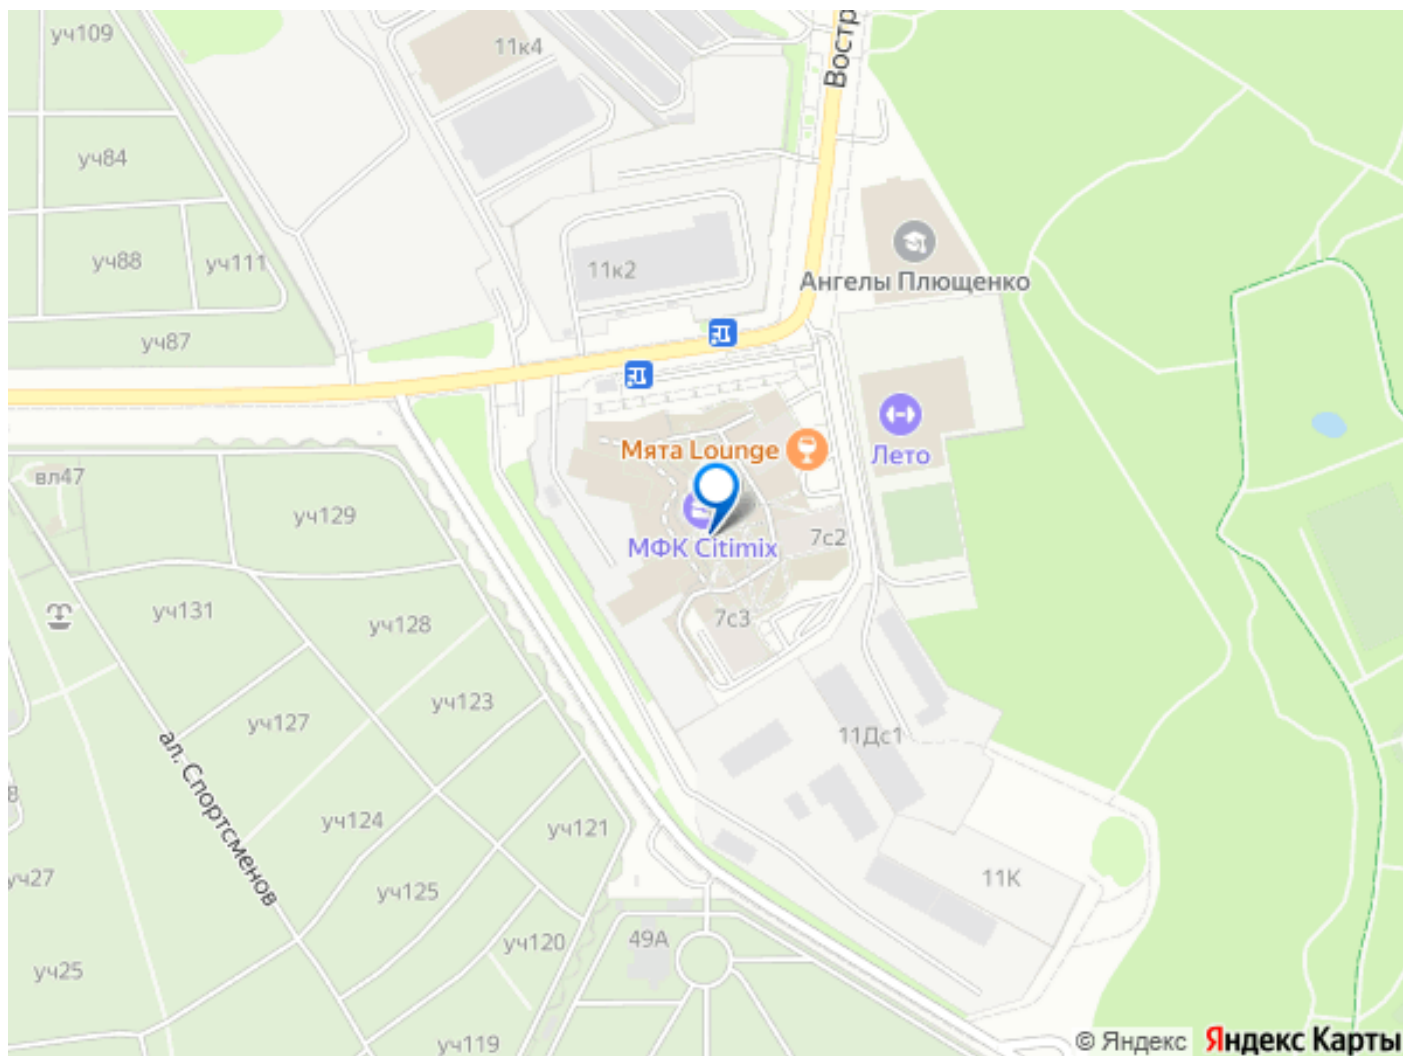 уч109
11к4
Востр
уч84
уч88
уч111
11к2
Ангелы Плющенко
уч87
Мята Lounge
Лето
вл47
уч129
7с2
МФК Citimix
уч131
уч128
7с3
уч123
уч127
11Дс1
ал. Спортсменов
8
уч124
уч121
уч27
уч125
11К
49А
уч120
уч25
уч119
© Яндекс Яндекс Карты